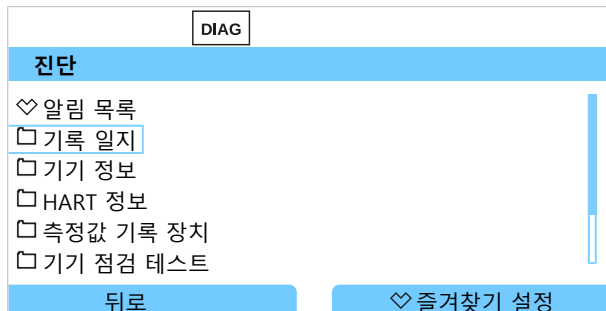 DIAG
진단
알림 목록
기록 일지
기기 정보
HART 정보
측정값 기록 장치
기기 점검 테스트
뒤로
즐겨찾기 설정